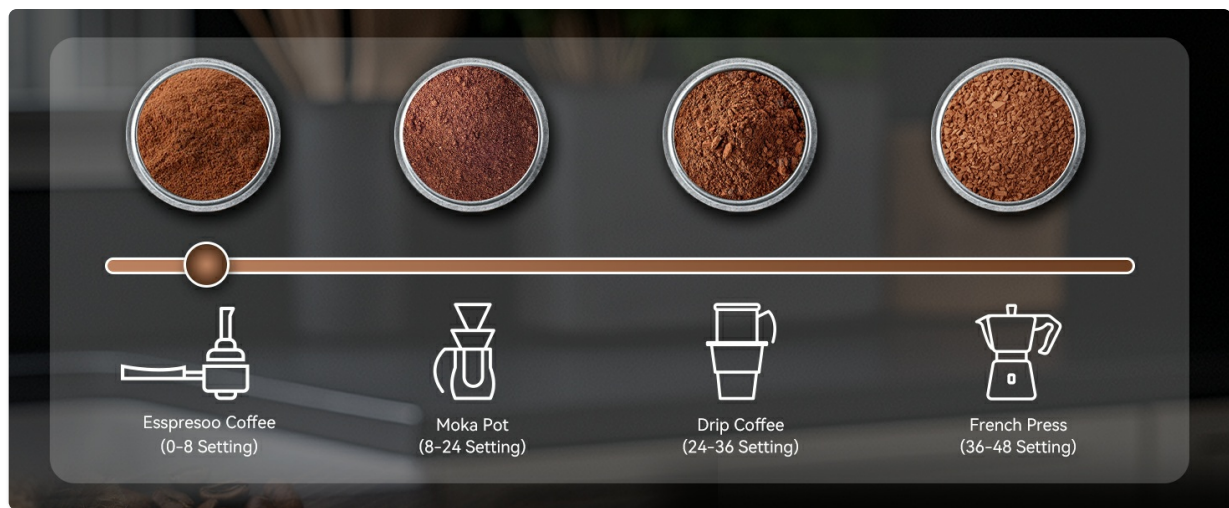 Esspresoo Coffee
(0-8 Setting)
Moka Pot
(8-24 Setting)
Drip Coffee
(24-36 Setting)
French Press
(36-48 Setting)